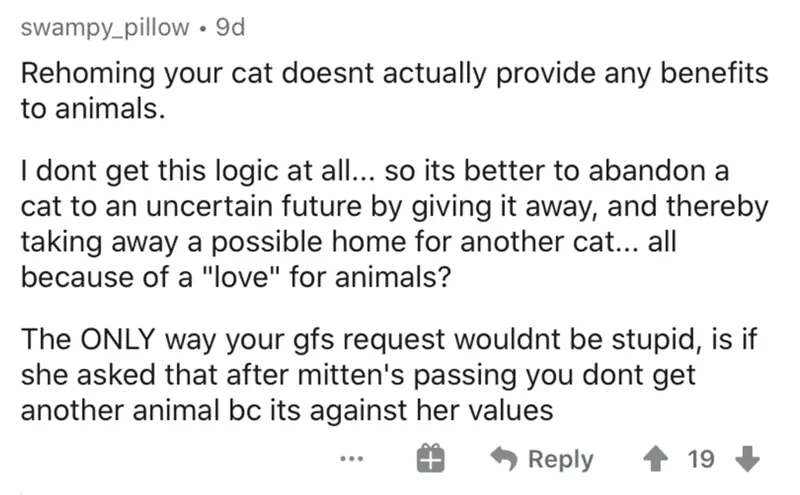 swampy_pillow • 9d
Rehoming your cat doesnt actually provide any benefits
to animals.
I dont get this logic at all... so its better to abandon a
cat to an uncertain future by giving it away, and thereby
taking away a possible home for another cat... all
because of a "love" for animals?
The ONLY way your gfs request wouldnt be stupid, is if
she asked that after mitten's passing you dont get
another animal bc its against her values
... Reply 19